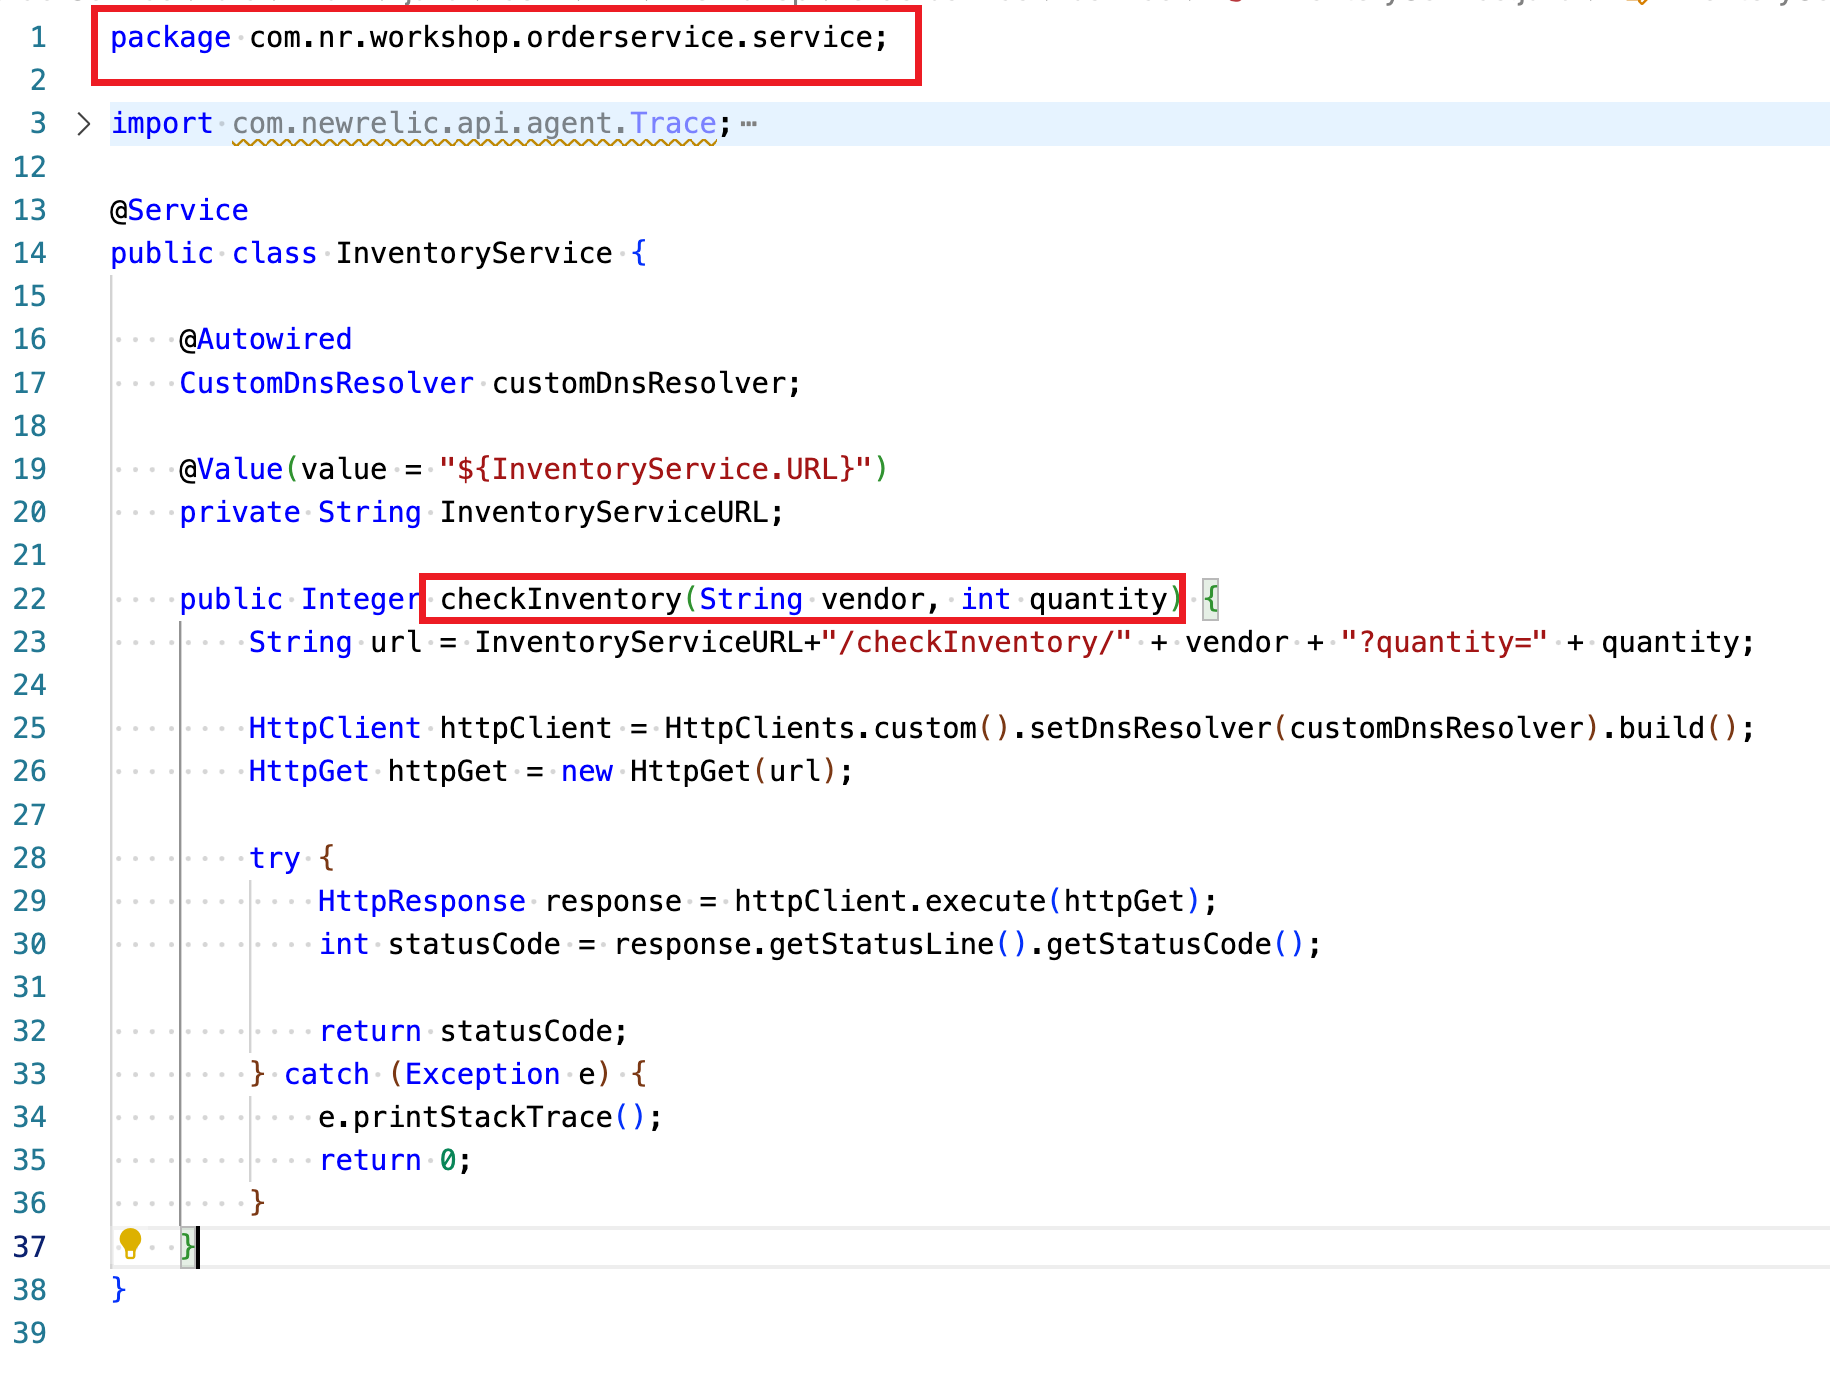 1 package com.nr.workshop.orderservice.service;
2
3 import com.newrelic.api.agent.Trace; ⋯
12
13 @Service
14 public class InventoryService {
15
16 @Autowired
17 CustomDnsResolver customDnsResolver;
18
19 @Value(value = "${InventoryService.URL}")
20 private String InventoryServiceURL;
21
22 public Integer checkInventory(String vendor, int quantity) {
23 String url = InventoryServiceURL+"/checkInventory/" + vendor + "?quantity=" + quantity;
24
25 HttpClient httpClient = HttpClients.custom().setDnsResolver(customDnsResolver).build();
26 HttpGet httpGet = new HttpGet(url);
27
28 try {
29 HttpResponse response = httpClient.execute(httpGet);
30 int statusCode = response.getStatusLine().getStatusCode();
31
32 return statusCode;
33 } catch (Exception e) {
34 e.printStackTrace();
35 return 0;
36 }
37 }
38 }
39